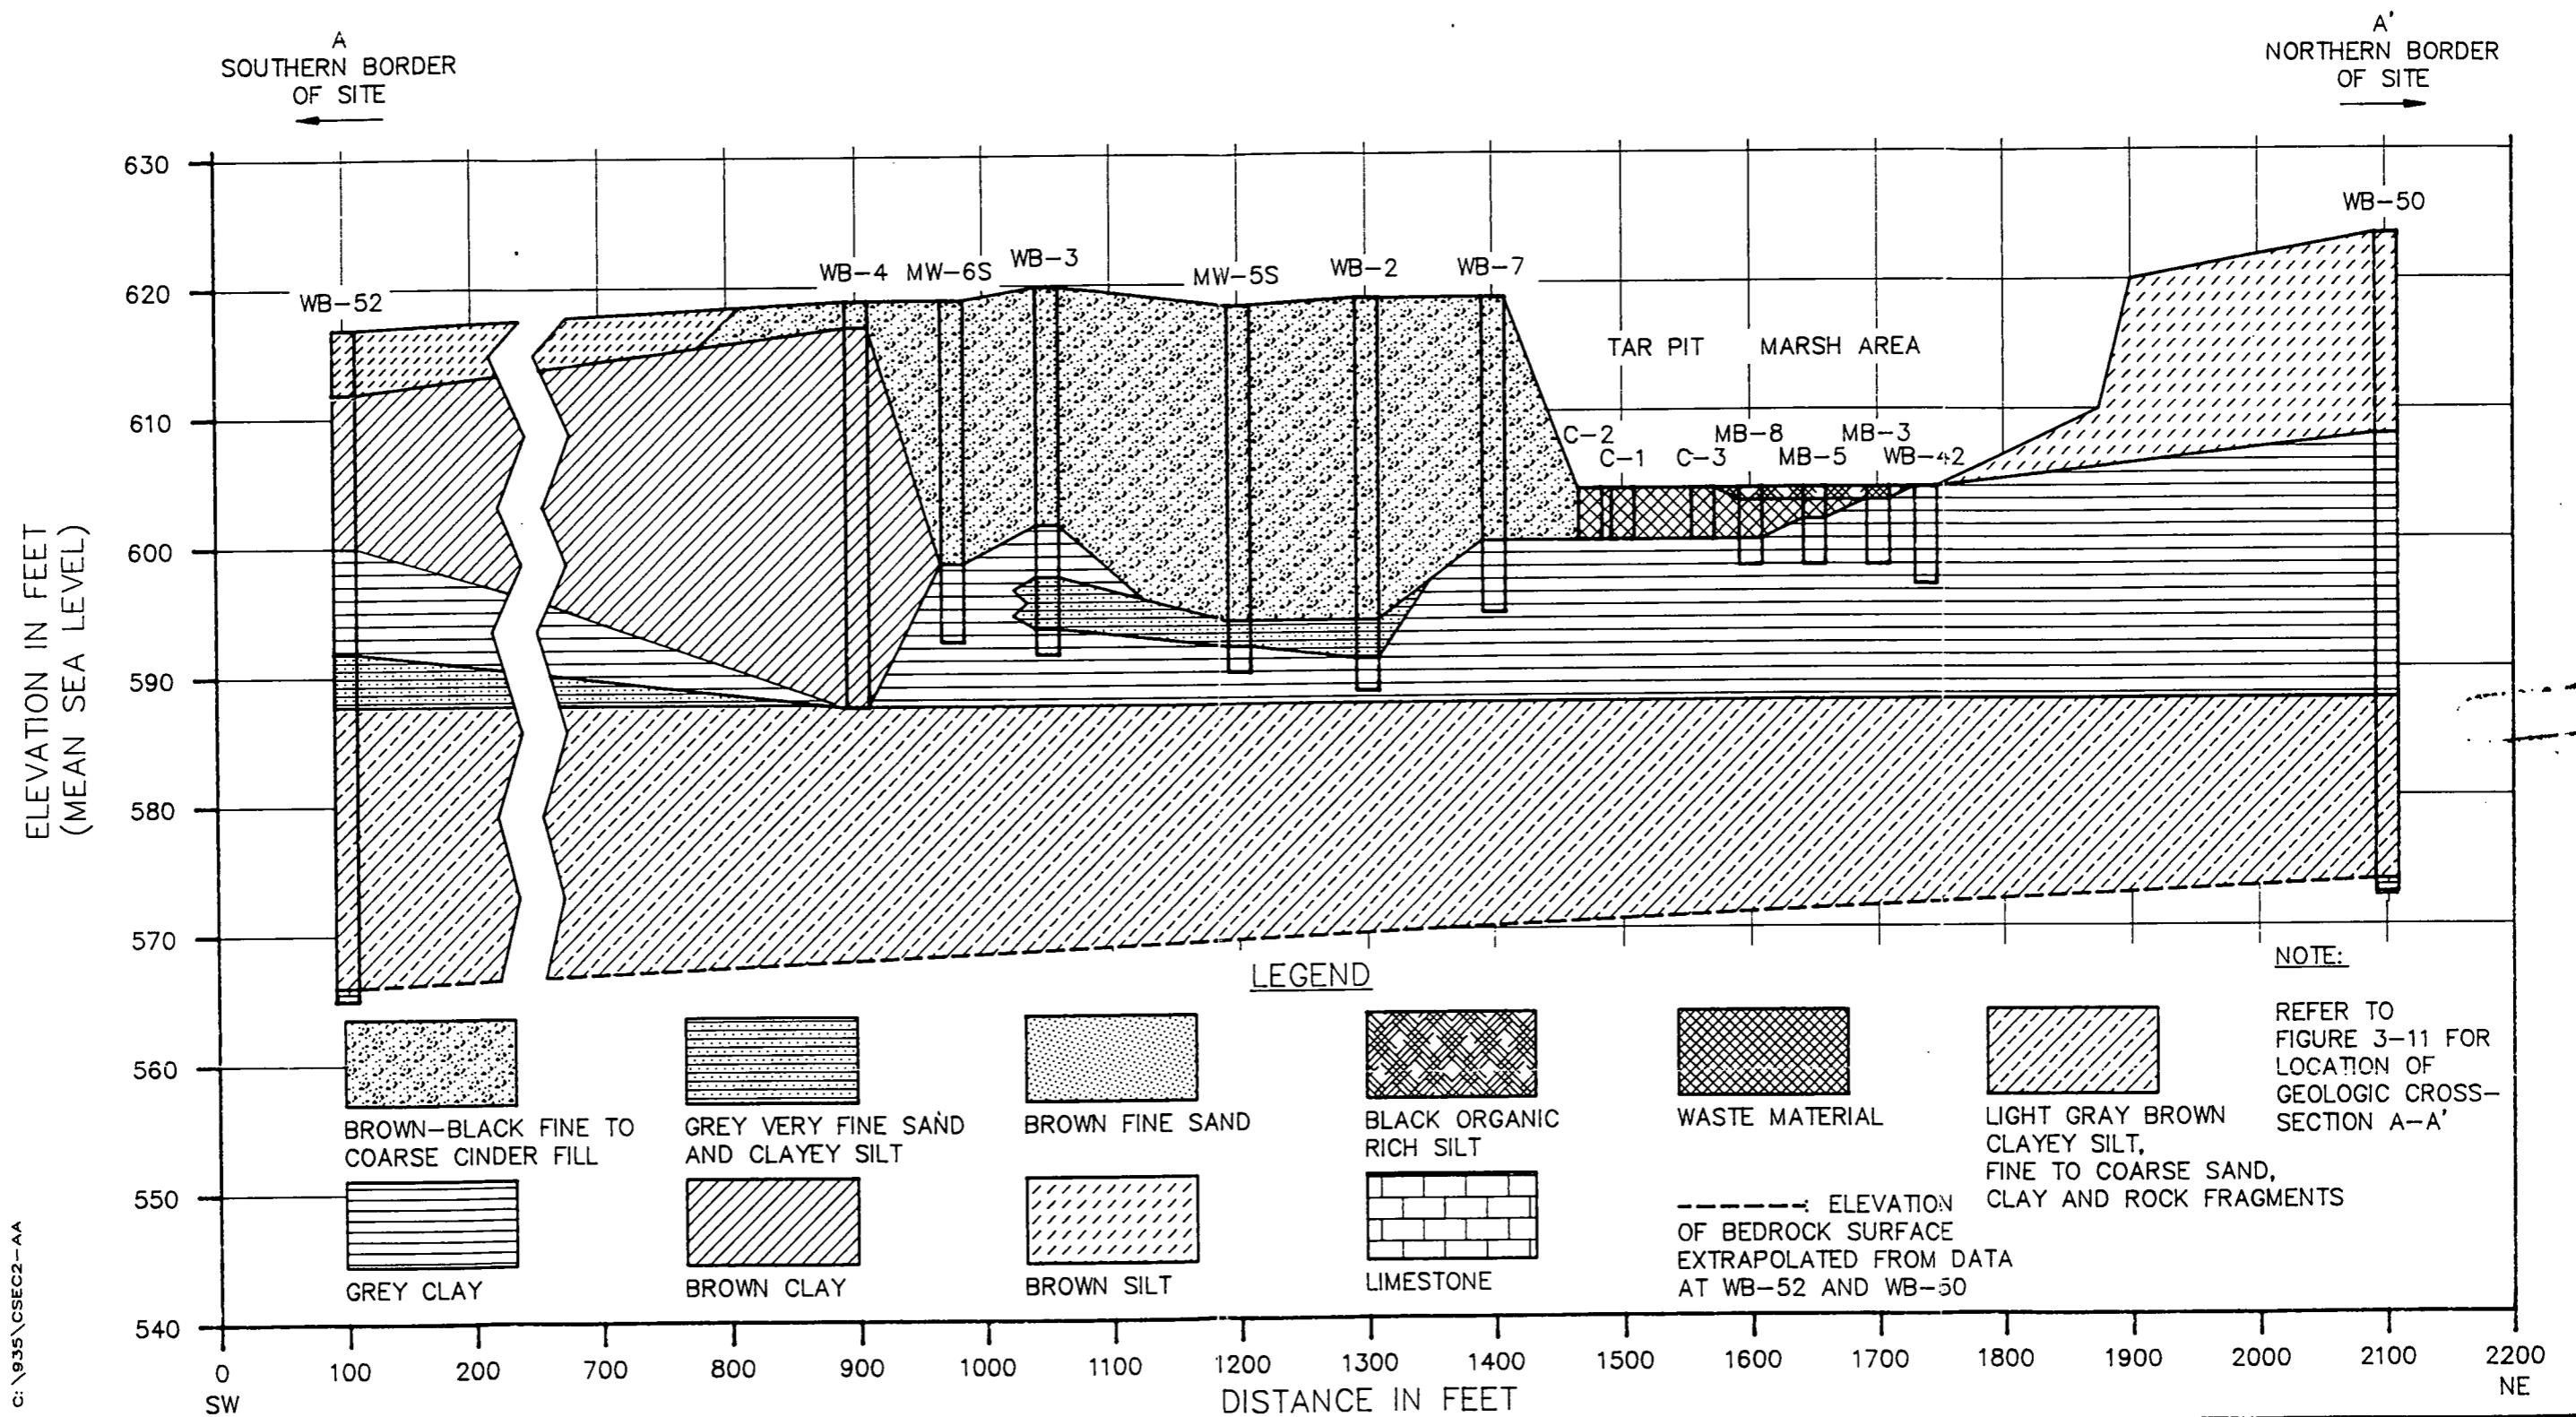 A
SOUTHERN BORDER
OF SITE
A'
NORTHERN BORDER
OF SITE
630
620
610
600
590
580
570
560
550
540
ELEVATION IN FEET
(MEAN SEA LEVEL)
WB-52
WB-4
MW-6S
WB-3
MW-5S
WB-2
WB-7
WB-50
TAR PIT
MARSH AREA
C-2
MB-8
MB-3
C-1
C-3
MB-5
WB-42
LEGEND
BROWN-BLACK FINE TO
COARSE CINDER FILL
GREY VERY FINE SAND
AND CLAYEY SILT
BROWN FINE SAND
BLACK ORGANIC
RICH SILT
WASTE MATERIAL
LIGHT GRAY BROWN
CLAYEY SILT,
FINE TO COARSE SAND,
CLAY AND ROCK FRAGMENTS
GREY CLAY
BROWN CLAY
BROWN SILT
LIMESTONE
: ELEVATION
OF BEDROCK SURFACE
EXTRAPOLATED FROM DATA
AT WB-52 AND WB-50
NOTE:
REFER TO
FIGURE 3-11 FOR
LOCATION OF
GEOLOGIC CROSS-
SECTION A-A'
0
100
200
700
800
900
1000
1100
1200
1300
1400
1500
1600
1700
1800
1900
2000
2100
2200
SW
DISTANCE IN FEET
NE
C:\935\CSEC2-AA